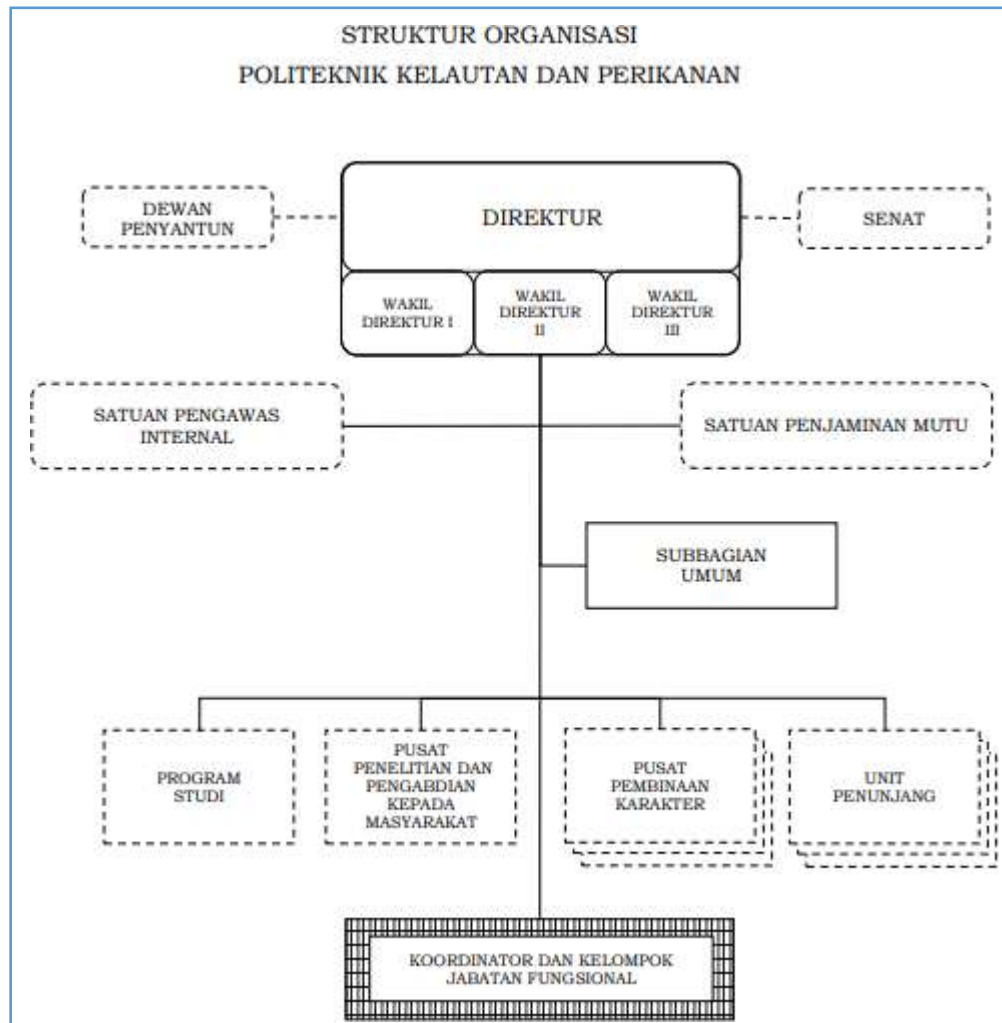 STRUKTUR ORGANISASI
POLITEKNIK KELAUTAN DAN PERIKANAN
DEWAN
PENYANTUN
DIREKTUR
SENAT
WAKIL
DIREKTUR I
WAKIL
DIREKTUR
II
WAKIL
DIREKTUR
III
SATUAN PENGAWAS
INTERNAL
SATUAN PENJAMINAN MUTU
SUBBAGIAN
UMUM
PROGRAM
STUDI
PUSAT
PENELITIAN DAN
PENGABDIAN
KEPADA
MASYARAKAT
PUSAT
PEMBINAAN
KARAKTER
UNIT
PENUNJANG
KOORDINATOR DAN KELOMPOK
JABATAN FUNGSIONAL